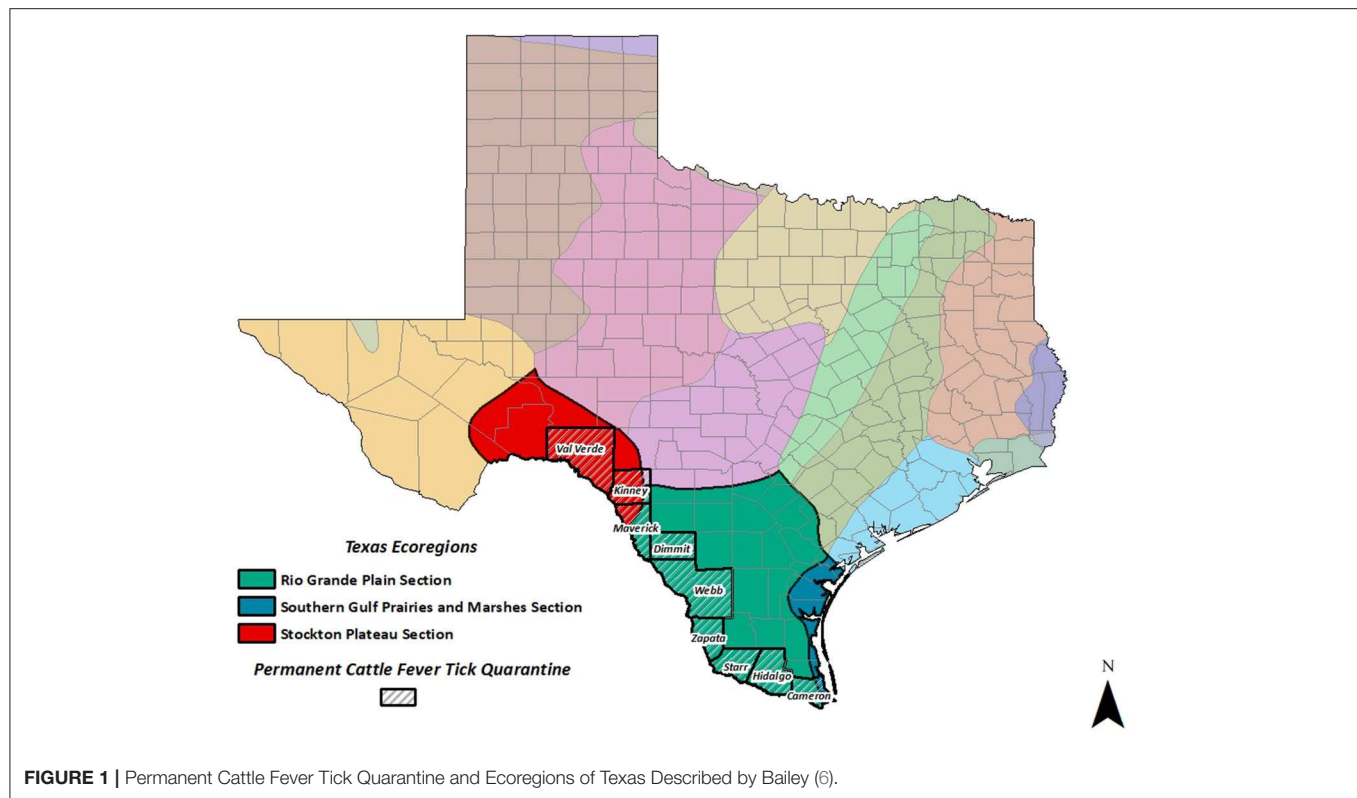 Val Verde
Kinney
Maverick
Dimmit
Webb
Zapata
Starr
Hidalgo
Cameron
Texas Ecoregions
Rio Grande Plain Section
Southern Gulf Prairies and Marshes Section
Stockton Plateau Section
Permanent Cattle Fever Tick Quarantine
N
FIGURE 1 | Permanent Cattle Fever Tick Quarantine and Ecoregions of Texas Described by Bailey (6).